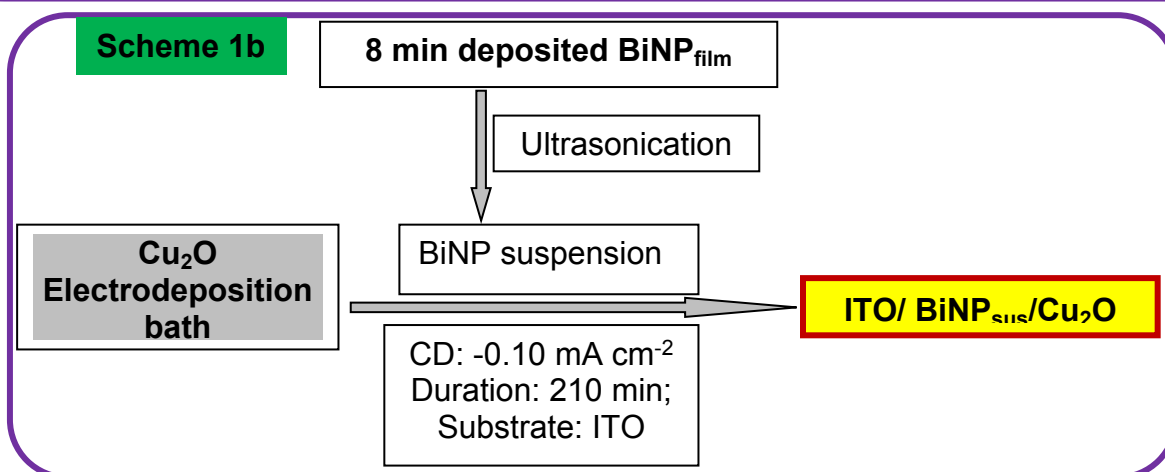 Scheme 1b
8 min deposited BiNPfilm
Ultrasonication
Cu2O
Electrodeposition
bath
BiNP suspension
CD: -0.10 mA cm-2
Duration: 210 min;
Substrate: ITO
ITO/ BiNPsus/Cu2O